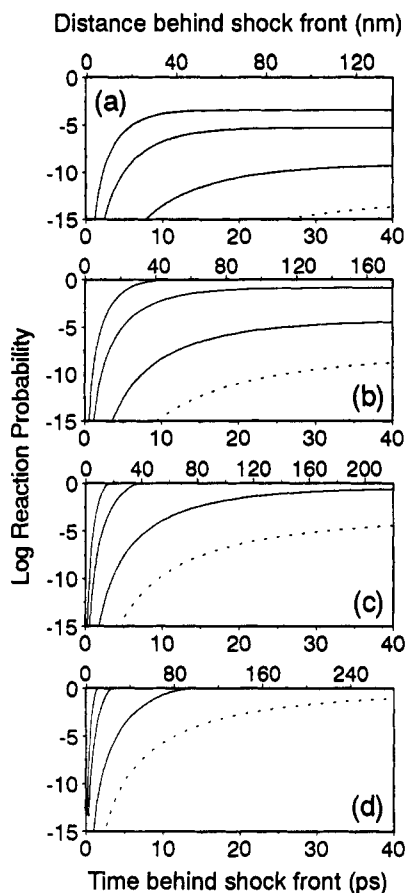 Distance behind shock front (nm)
0 40 80 120
(a)
0
-5
-10
-15
0 10 20 30 40
0 40 80 120 160
(b)
0
-5
-10
-15
0 10 20 30 40
0 40 80 120 160 200
(c)
0
-5
-10
-15
0 10 20 30 40
0 80 160 240
(d)
0
-5
-10
-15
0 10 20 30 40
Log Reaction Probability
Time behind shock front (ps)